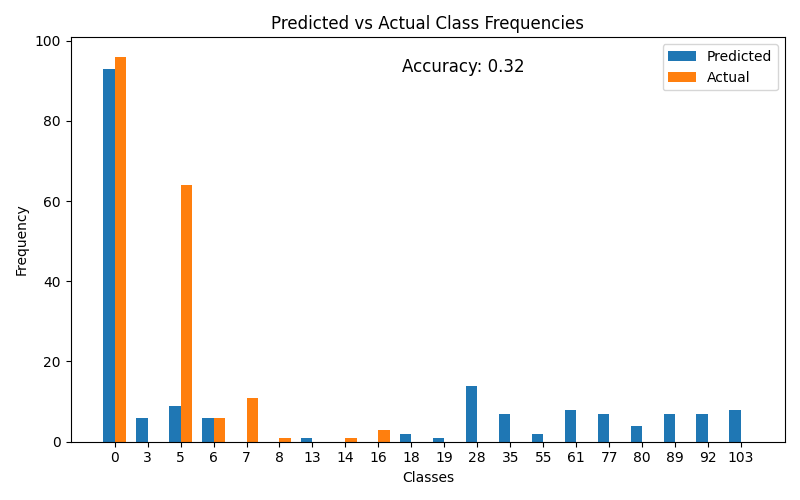 Predicted vs Actual Class Frequencies
Accuracy: 0.32
Predicted
Actual
Frequency
100
80
60
40
20
0
0 3 5 6 7 8 13 14 16 18 19 28 35 55 61 77 80 89 92 103
Classes